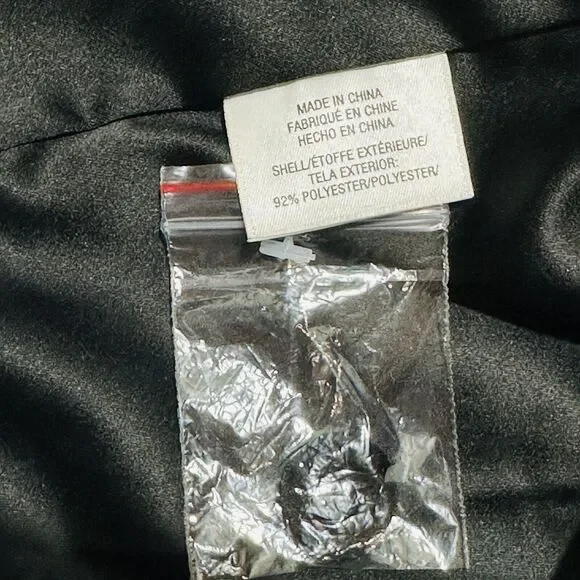 MADE IN CHINA
FABRIQUÉ EN CHINE
HECHO EN CHINA
SHELL/ÉTOFFE EXTÉRIEURE/
TELA EXTERIOR:
92% POLYESTER/POLYESTER/